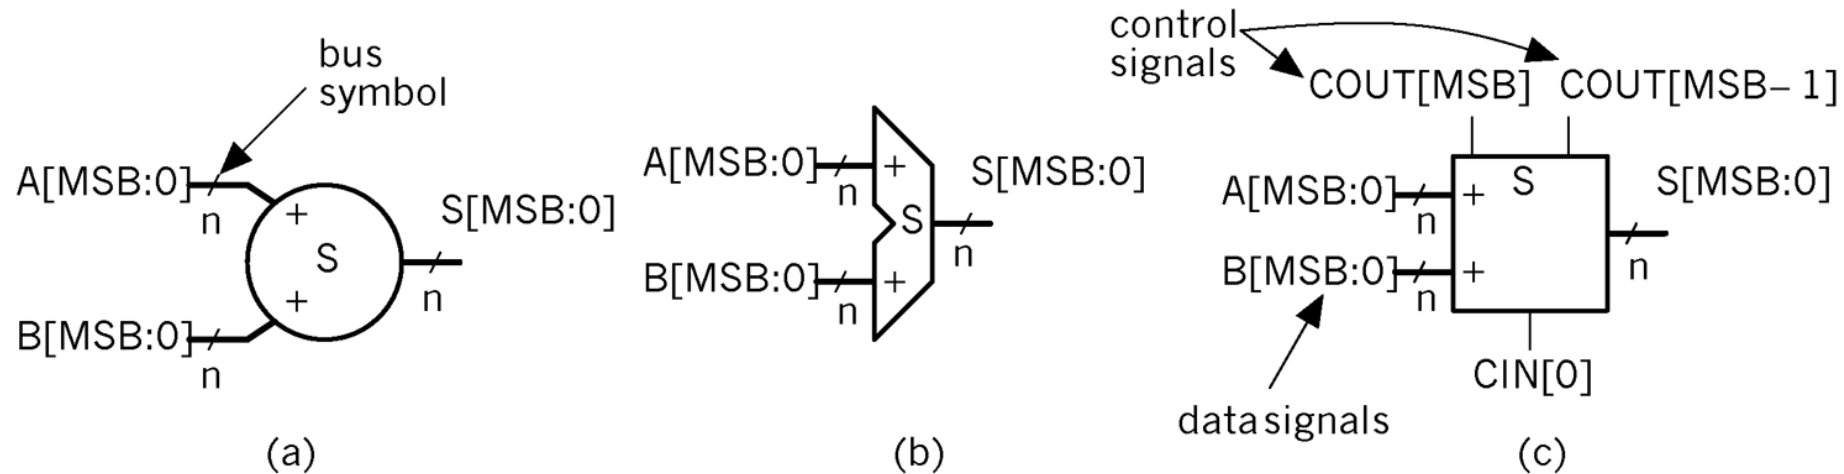 bus
symbol
A[MSB:0]
n
+
S
+
S[MSB:0]
n
B[MSB:0]
n
(a)
A[MSB:0]
n
+
S
+
S[MSB:0]
n
B[MSB:0]
n
(b)
control
signals
COUT[MSB] COUT[MSB– 1]
A[MSB:0]
n
+
S
+
S[MSB:0]
n
B[MSB:0]
n
CIN[0]
data signals
(c)